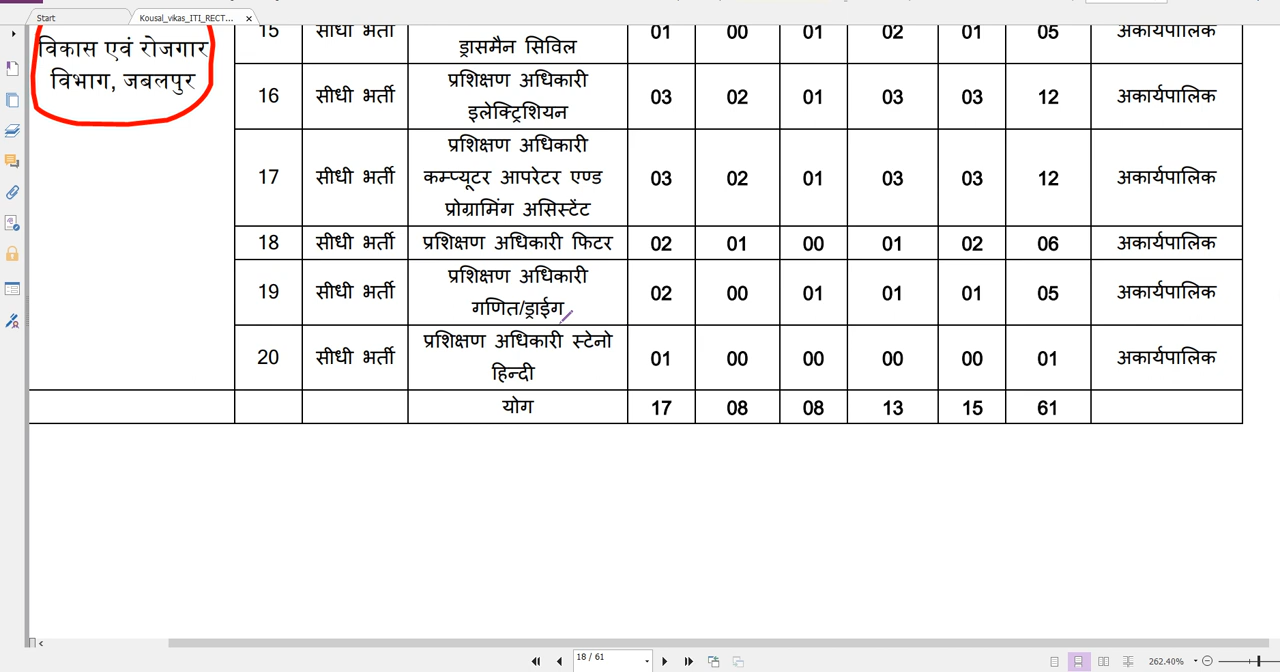 Start
Kousal_vikas_ITI_RECT...
विकास एवं रोजगार
विभाग, जबलपुर
15 सीधी भर्ती ड्रासमैन सिविल 01 00 01 02 01 05 अकार्यपालिक
16 सीधी भर्ती प्रशिक्षण अधिकारी
इलेक्ट्रिशियन 03 02 01 03 03 12 अकार्यपालिक
17 सीधी भर्ती प्रशिक्षण अधिकारी
कम्प्यूटर आपरेटर एण्ड
प्रोग्रामिंग असिस्टेंट 03 02 01 03 03 12 अकार्यपालिक
18 सीधी भर्ती प्रशिक्षण अधिकारी फिटर 02 01 00 01 02 06 अकार्यपालिक
19 सीधी भर्ती प्रशिक्षण अधिकारी
गणित/ड्राईग 02 00 01 01 01 05 अकार्यपालिक
20 सीधी भर्ती प्रशिक्षण अधिकारी स्टेनो
हिन्दी 01 00 00 00 00 01 अकार्यपालिक
योग 17 08 08 13 15 61
18 / 61
262.40%